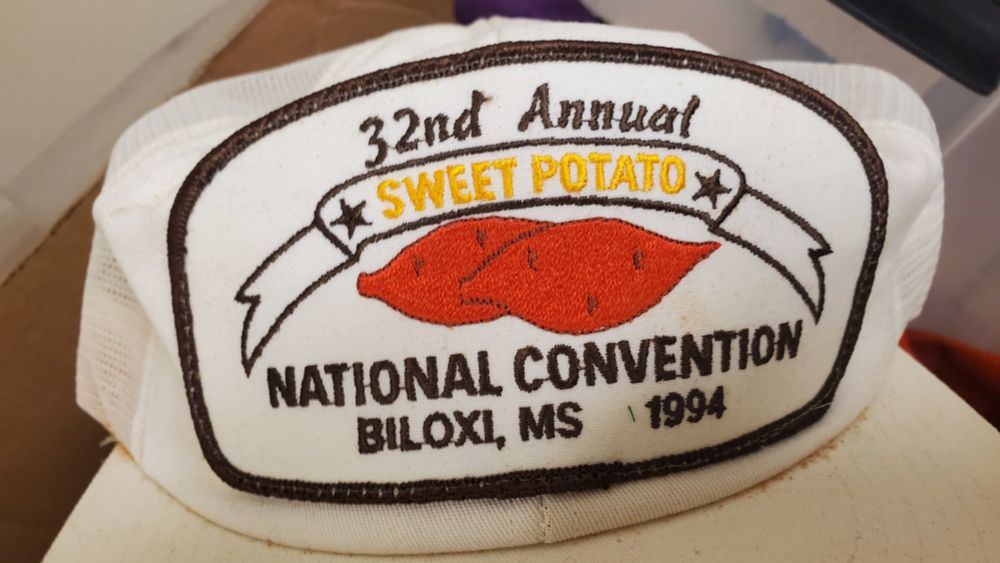 32nd Annual
SWEET POTATO
NATIONAL CONVENTION
BILOXI, MS 1994